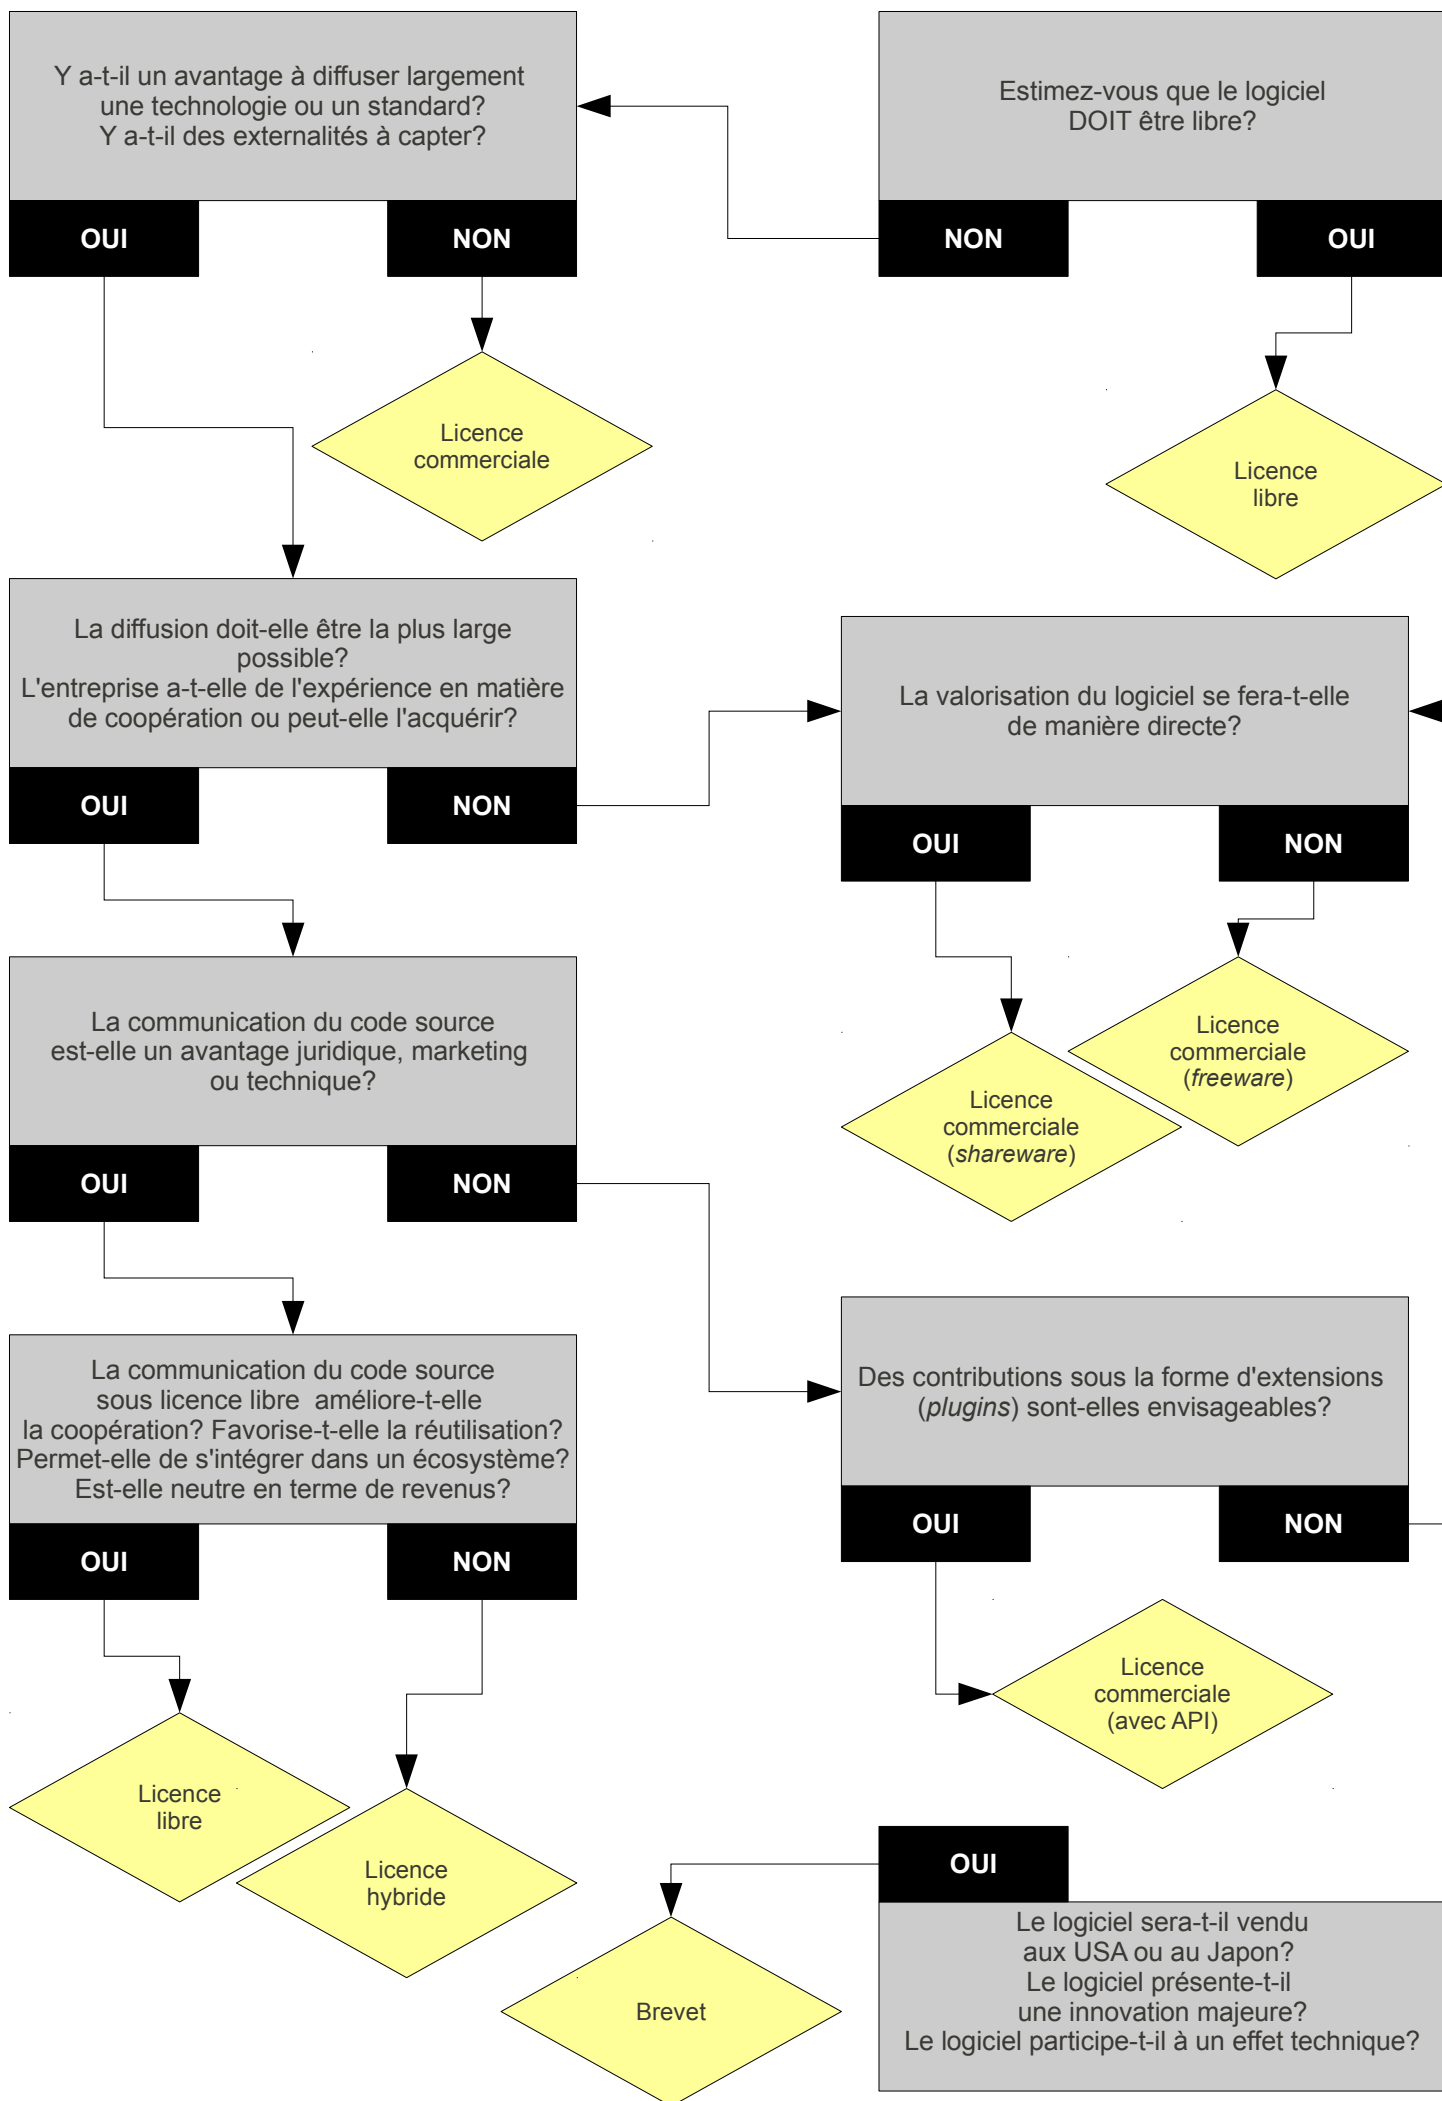 Y a-t-il un avantage à diffuser largement
une technologie ou un standard?
Y a-t-il des externalités à capter?
OUI
NON
Estimez-vous que le logiciel
DOIT être libre?
NON
OUI
Licence
commerciale
Licence
libre
La diffusion doit-elle être la plus large
possible?
L'entreprise a-t-elle de l'expérience en matière
de coopération ou peut-elle l'acquérir?
OUI
NON
La valorisation du logiciel se fera-t-elle
de manière directe?
OUI
NON
Licence
commerciale
(freeware)
Licence
commerciale
(shareware)
La communication du code source
est-elle un avantage juridique, marketing
ou technique?
OUI
NON
La communication du code source
sous licence libre améliore-t-elle
la coopération? Favorise-t-elle la réutilisation?
Permet-elle de s'intégrer dans un écosystème?
Est-elle neutre en terme de revenus?
OUI
NON
Des contributions sous la forme d'extensions
(plugins) sont-elles envisageables?
OUI
NON
Licence
commerciale
(avec API)
Licence
libre
Licence
hybride
OUI
Le logiciel sera-t-il vendu
aux USA ou au Japon?
Le logiciel présente-t-il
une innovation majeure?
Le logiciel participe-t-il à un effet technique?
Brevet